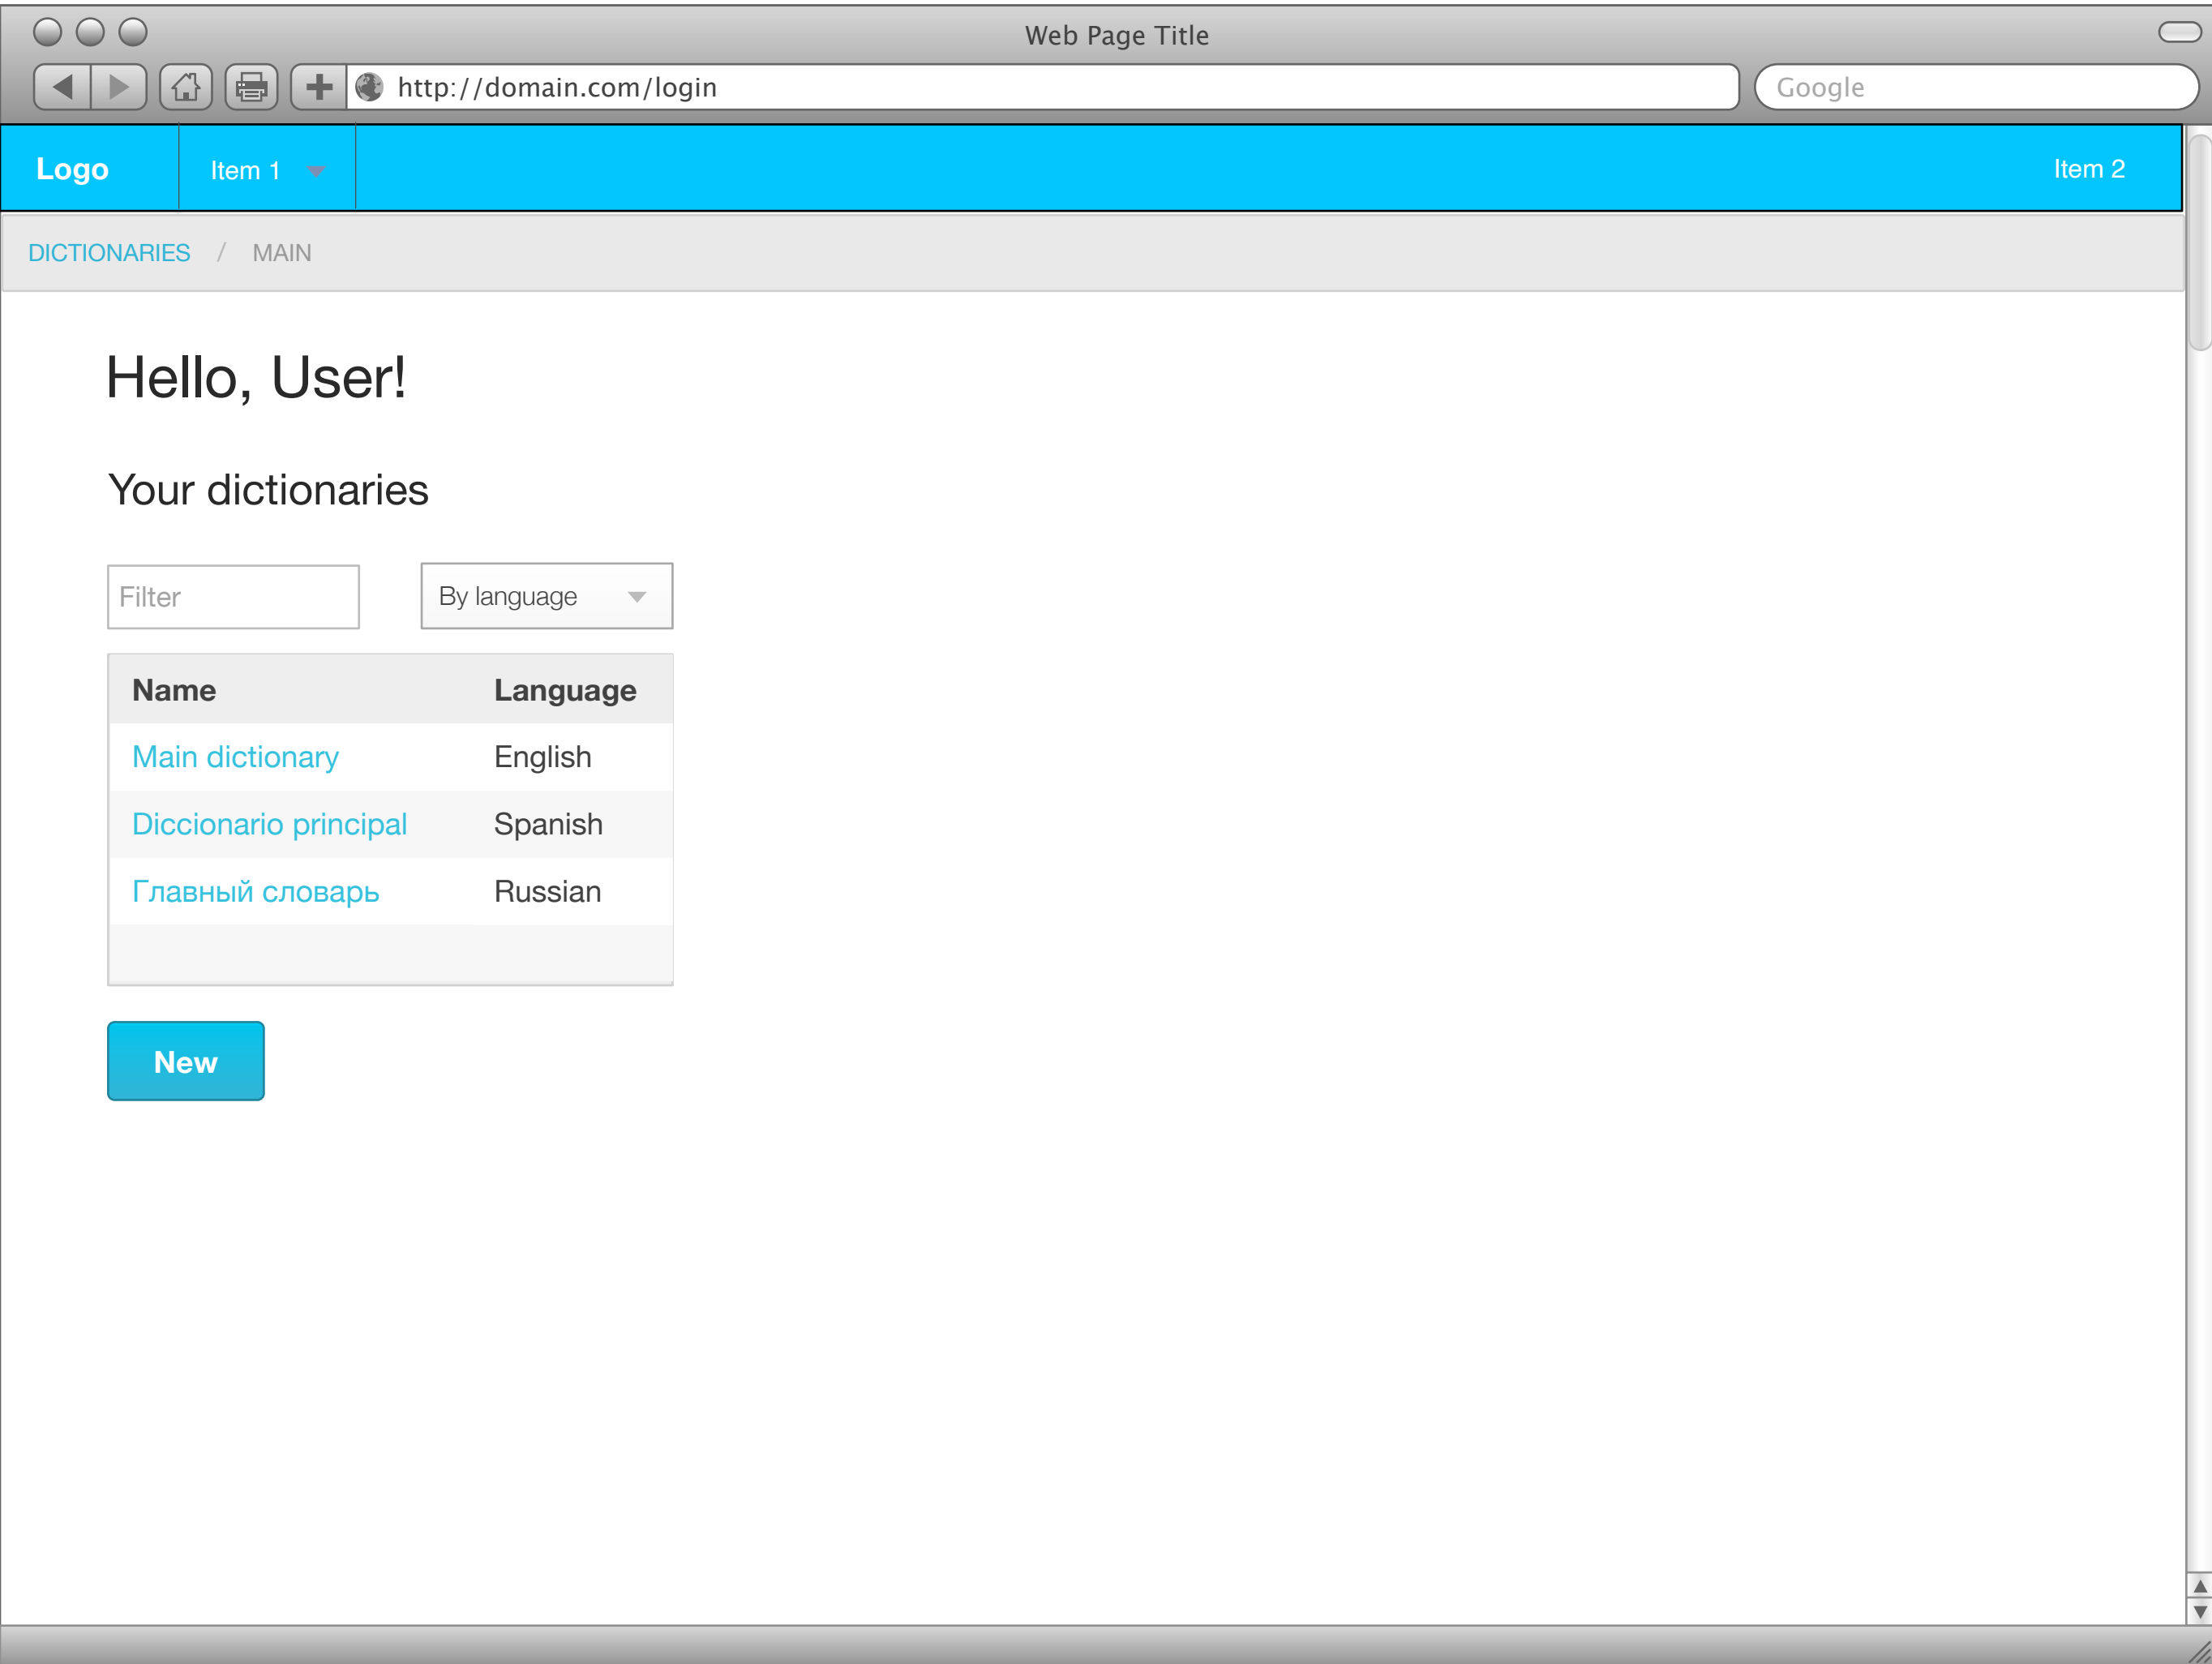 Web Page Title
http://domain.com/login
Google
Logo Item 1 Item 2
DICTIONARIES / MAIN
Hello, User!
Your dictionaries
Filter By language
Name Language
Main dictionary English
Diccionario principal Spanish
Главный словарь Russian
New